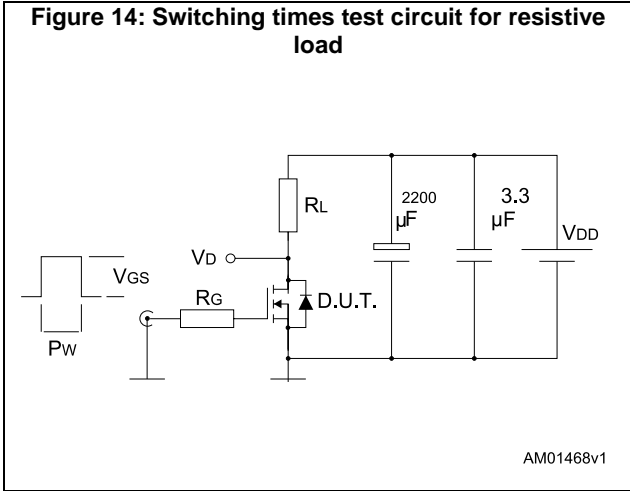 Figure 14: Switching times test circuit for resistive
load
RL
2200
μF
3.3
μF
VDD
VD
VGS
RG
D.U.T.
PW
AM01468v1